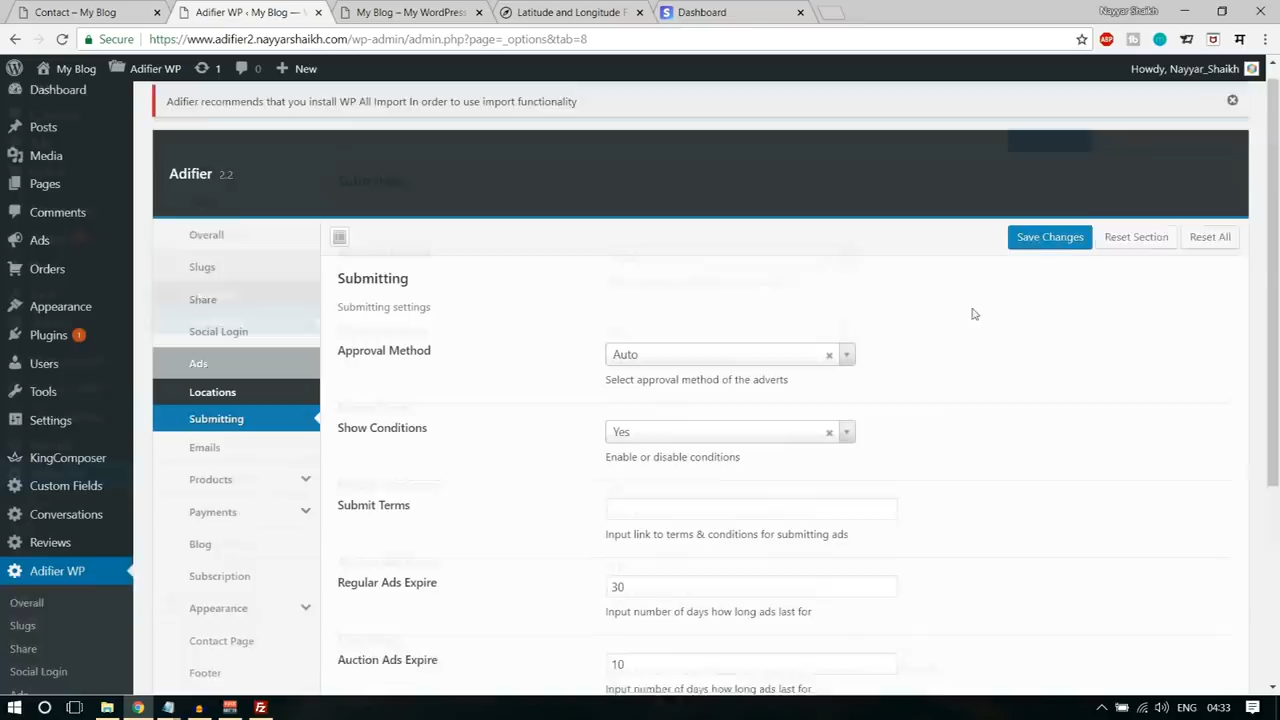 Contact – My Blog
Adifier WP ‹ My Blog —
My Blog – My WordPress
Latitude and Longitude F
Dashboard
Nayyar Shaikh
Secure
https://www.adifier2.nayyarshaikh.com/wp-admin/admin.php?page=_options&tab=8
My Blog
Adifier WP
1
0
New
Howdy, Nayyar_Shaikh
Dashboard
Posts
Media
Pages
Comments
Ads
Orders
Appearance
Plugins 1
Users
Tools
Settings
KingComposer
Custom Fields
Conversations
Reviews
Adifier WP
Overall
Slugs
Share
Social Login
Adifier recommends that you install WP All Import In order to use import functionality
Adifier 2.2
Overall
Slugs
Share
Social Login
Ads
Locations
Submitting
Emails
Products
Payments
Blog
Subscription
Appearance
Contact Page
Footer
Save Changes
Reset Section
Reset All
Submitting
Submitting settings
Approval Method
Auto
Select approval method of the adverts
Show Conditions
Yes
Enable or disable conditions
Submit Terms
Input link to terms & conditions for submitting ads
Regular Ads Expire
30
Input number of days how long ads last for
Auction Ads Expire
10
Input number of days how long ads last for
ENG
04:33